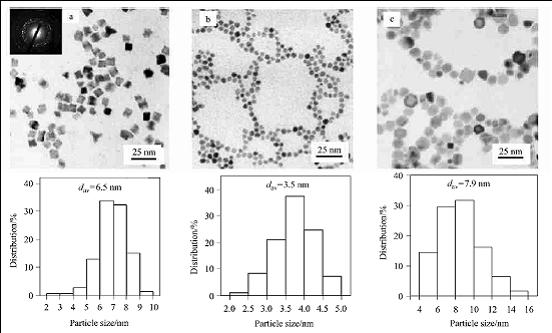 a
b
c
25 nm
25 nm
25 nm
dav=6.5 nm
dav=3.5 nm
dav=7.9 nm
Distribution/%
40
30
20
10
0
2 3 4 5 6 7 8 9 10
Particle size/nm
Distribution/%
40
30
20
10
0
2.0 2.5 3.0 3.5 4.0 4.5 5.0
Particle size/nm
Distribution/%
40
30
20
10
0
4 6 8 10 12 14 16
Particle size/nm